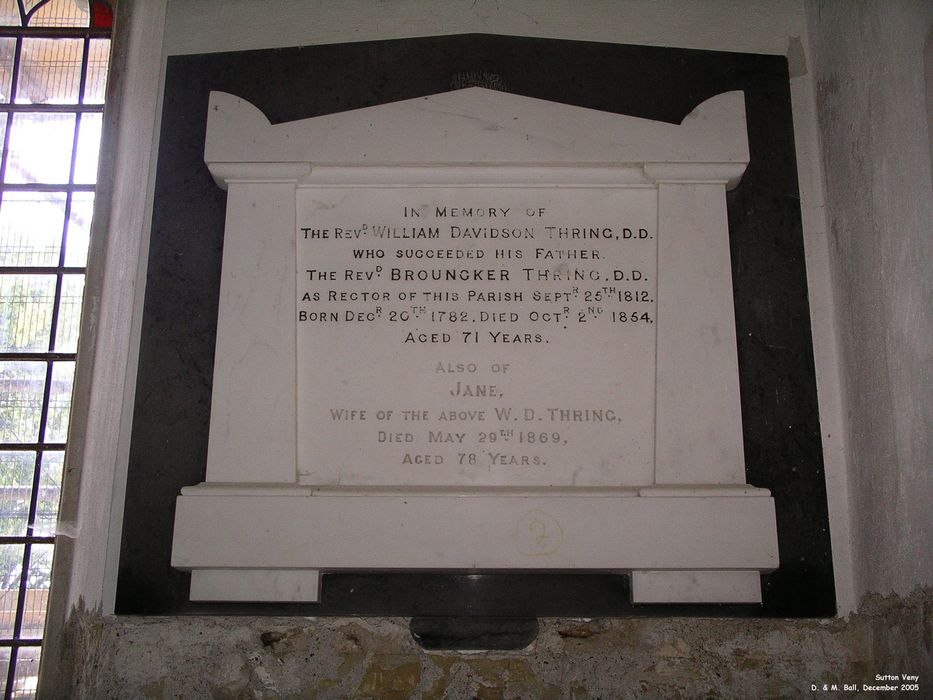 In Memory of
The Revᴰ William Davidson Thring, D.D.
who succeeded his Father.
The Revᴰ Brouncker Thring, D.D.
as Rector of this Parish Septᴿ 25ᵀᴴ 1812.
Born Decᴿ 20ᵀᴴ 1782. Died Octᴿ 2ᴺᴰ 1854,
Aged 71 Years.
Also of
Jane,
Wife of the above W. D. Thring,
Died May 29ᵀᴴ 1869,
Aged 78 Years.
2
Sutton Veny
D. & M. Ball, December 2005